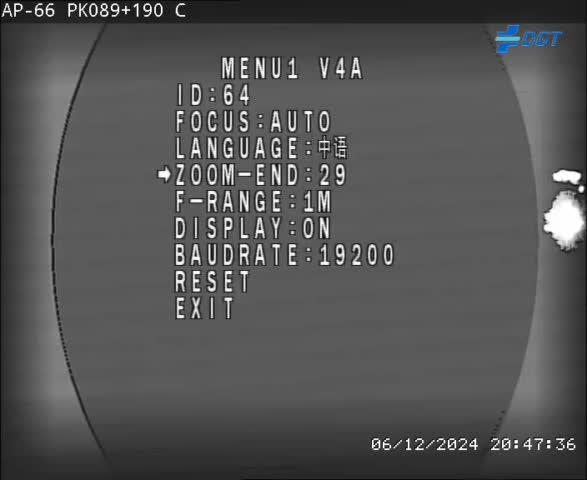 AP-66 PK089+190 C
DGT
MENU1 V4A
ID:64
FOCUS:AUTO
LANGUAGE:中语
ZOOM-END:29
F-RANGE:1M
DISPLAY:ON
BAUDRATE:19200
RESET
EXIT
06/12/2024 20:47:36